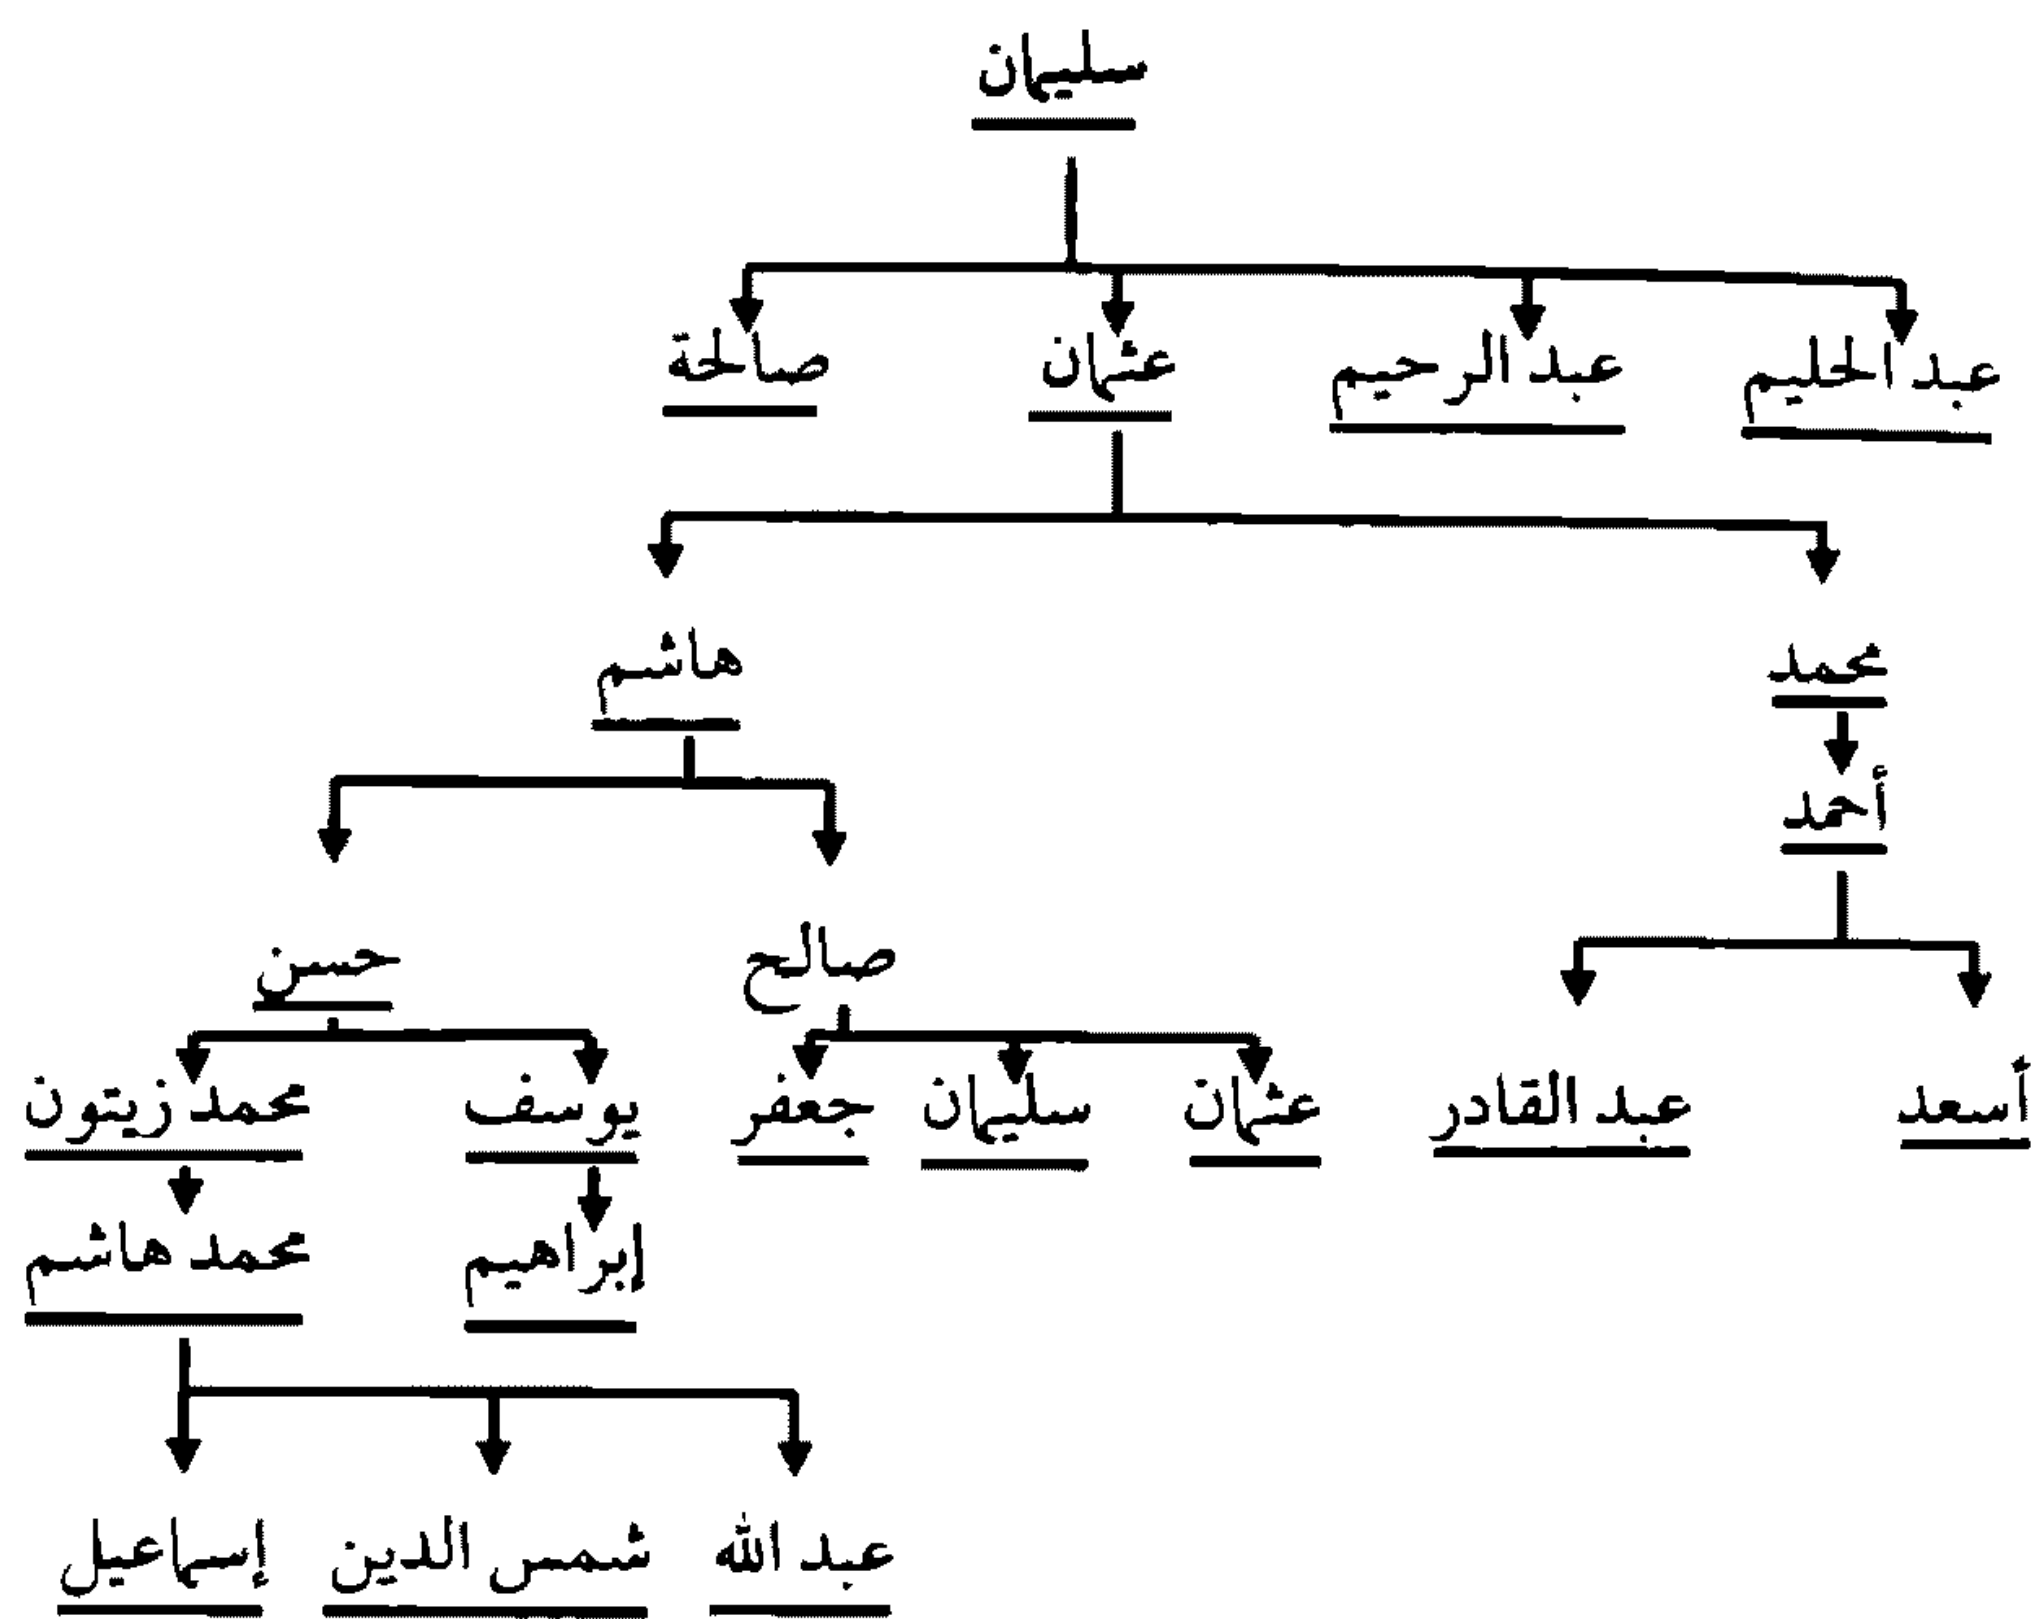 سليمان
عبد الحليم عبد الرحيم عثمان صالحة
محمد هاشم
أحمد
صالح حسن
أسعد عبد القادر عثمان سليمان جعفر يوسف محمد زيتون
إبراهيم محمد هاشم
عبد الله شمس الدين إسماعيل